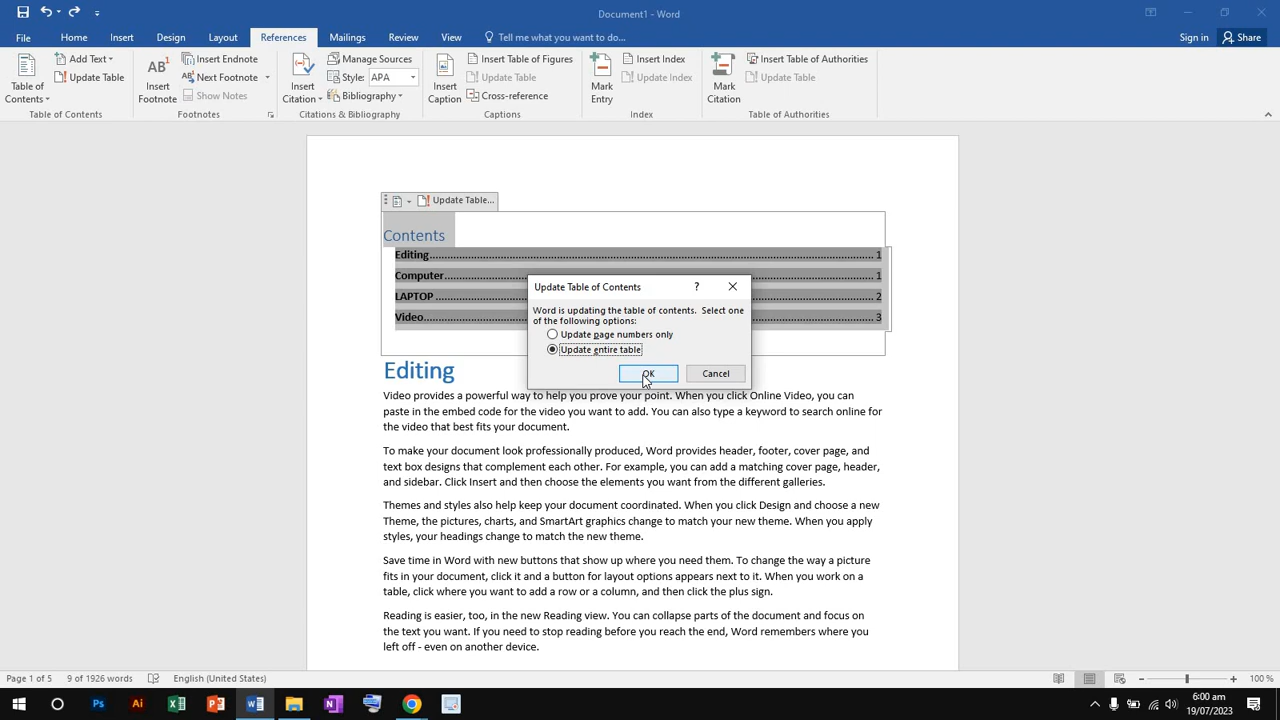 Document1 - Word
File Home Insert Design Layout References Mailings Review View Tell me what you want to do... Sign in Share
Table of Contents
Add Text
Update Table
Table of Contents
AB1
Insert Footnote
Insert Endnote
Next Footnote
Show Notes
Footnotes
Insert Citation
Manage Sources
Style: APA
Bibliography
Citations & Bibliography
Insert Caption
Insert Table of Figures
Update Table
Cross-reference
Captions
Mark Entry
Insert Index
Update Index
Index
Mark Citation
Insert Table of Authorities
Update Table
Table of Authorities
Update Table...
Contents
Editing 1
Computer 1
LAPTOP 2
Video 3
Update Table of Contents ?
Word is updating the table of contents. Select one
of the following options:
Update page numbers only
Update entire table
OK Cancel
Editing
Video provides a powerful way to help you prove your point. When you click Online Video, you can
paste in the embed code for the video you want to add. You can also type a keyword to search online for
the video that best fits your document.
To make your document look professionally produced, Word provides header, footer, cover page, and
text box designs that complement each other. For example, you can add a matching cover page, header,
and sidebar. Click Insert and then choose the elements you want from the different galleries.
Themes and styles also help keep your document coordinated. When you click Design and choose a new
Theme, the pictures, charts, and SmartArt graphics change to match your new theme. When you apply
styles, your headings change to match the new theme.
Save time in Word with new buttons that show up where you need them. To change the way a picture
fits in your document, click it and a button for layout options appears next to it. When you work on a
table, click where you want to add a row or a column, and then click the plus sign.
Reading is easier, too, in the new Reading view. You can collapse parts of the document and focus on
the text you want. If you need to stop reading before you reach the end, Word remembers where you
left off - even on another device.
Page 1 of 5 9 of 1926 words English (United States) 100 %
Ps Ai
6:00 am
19/07/2023